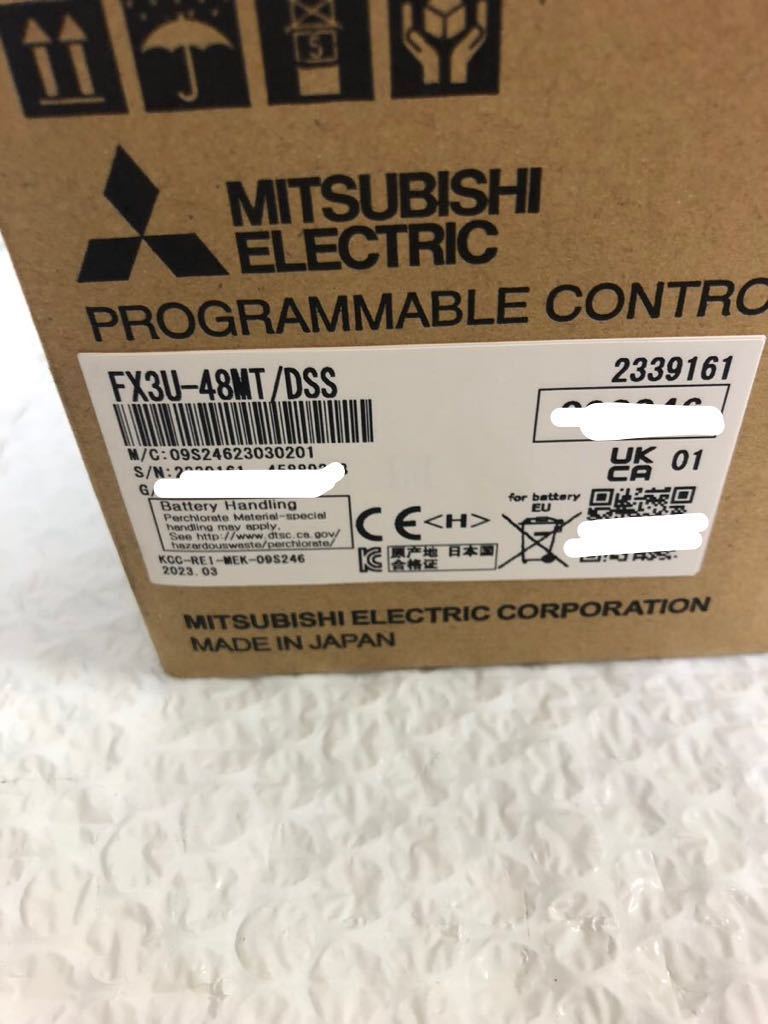 5
MITSUBISHI
ELECTRIC
PROGRAMMABLE CONTRO
FX3U-48MT/DSS
2339161
M/C:09S24623030201
S/N:
G/
UK
CA 01
Battery Handling
Perchlorate Material-special
handling may apply.
See http://www.dtsc.ca.gov/
hazardouswaste/perchlorate/
for battery
EU
CE <H>
原产地 日本国
合格证
KCC-REI-MEK-09S246
2023.03
MITSUBISHI ELECTRIC CORPORATION
MADE IN JAPAN